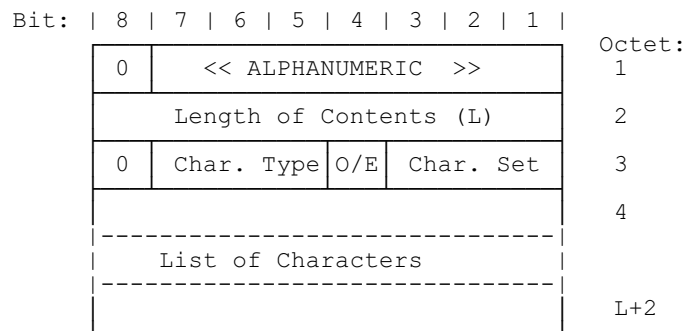 Bit: | 8 | 7 | 6 | 5 | 4 | 3 | 2 | 1 |
Octet:
0 << ALPHANUMERIC >> 1
Length of Contents (L) 2
0 Char. Type O/E Char. Set 3
4
|-------------------------------|
| List of Characters |
|-------------------------------|
L+2